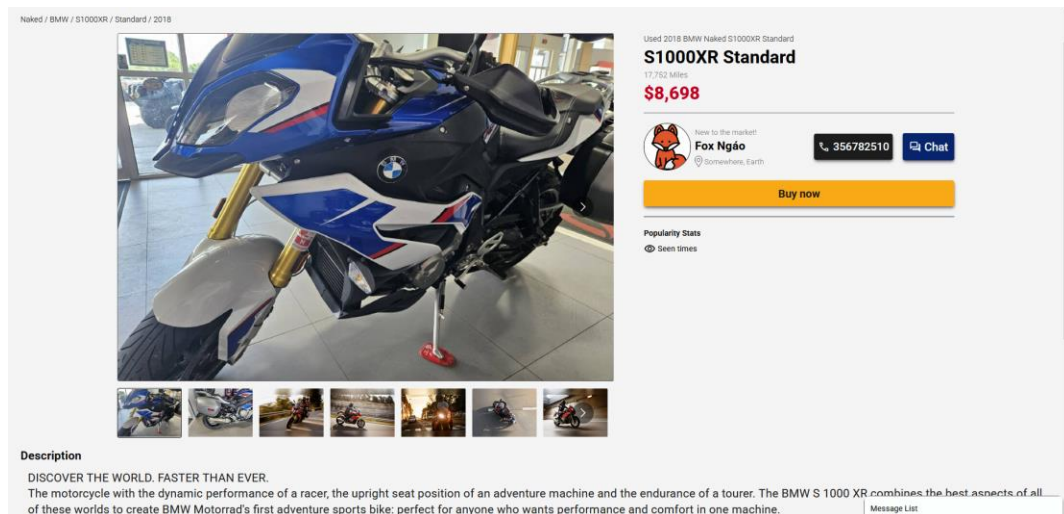 Naked / BMW / S1000XR / Standard / 2018
Used 2018 BMW Naked S1000XR Standard
S1000XR Standard
17,752 Miles
$8,698
New to the market!
Fox Ngáo
Somewhere, Earth
356782510
Chat
Buy now
Popularity Stats
Seen times
BMW
Description
DISCOVER THE WORLD. FASTER THAN EVER.
The motorcycle with the dynamic performance of a racer, the upright seat position of an adventure machine and the endurance of a tourer. The BMW S 1000 XR combines the best aspects of all
of these worlds to create BMW Motorrad's first adventure sports bike: perfect for anyone who wants performance and comfort in one machine.
Message List